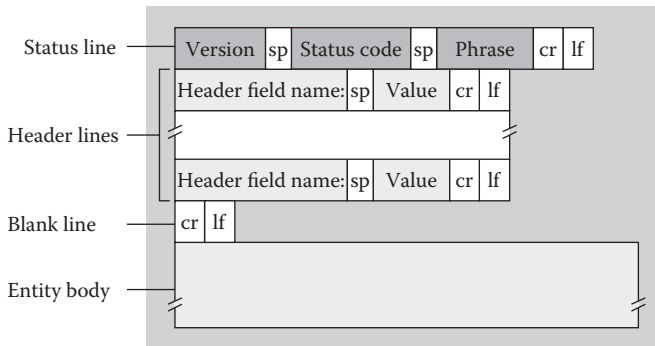 Status line Version sp Status code sp Phrase cr lf
Header field name: sp Value cr lf
Header lines
Header field name: sp Value cr lf
Blank line cr lf
Entity body